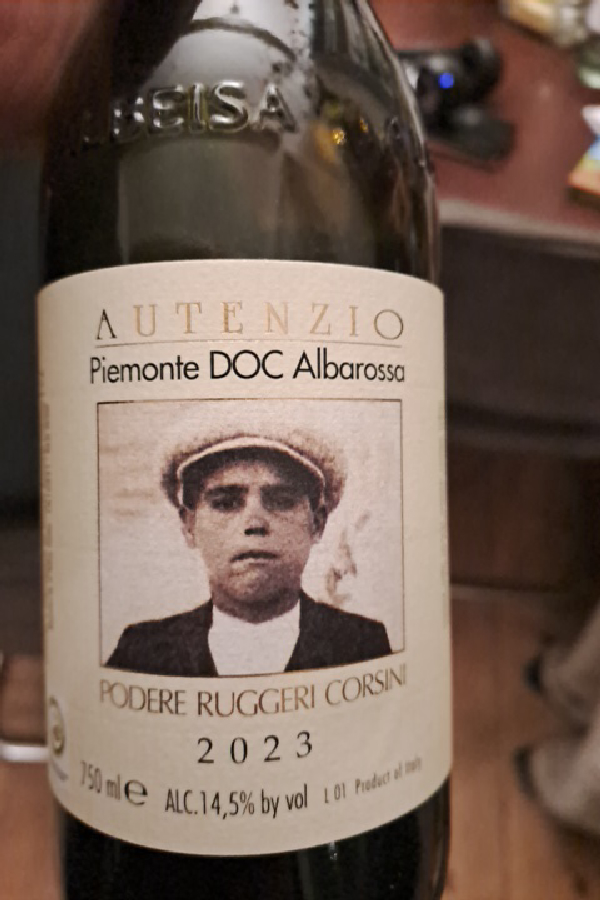 ALBEISA
AUTENZIO
Piemonte DOC Albarossa
PODERE RUGGERI CORSINI
2023
750 ml e ALC.14,5% by vol L 01 Product of Italy